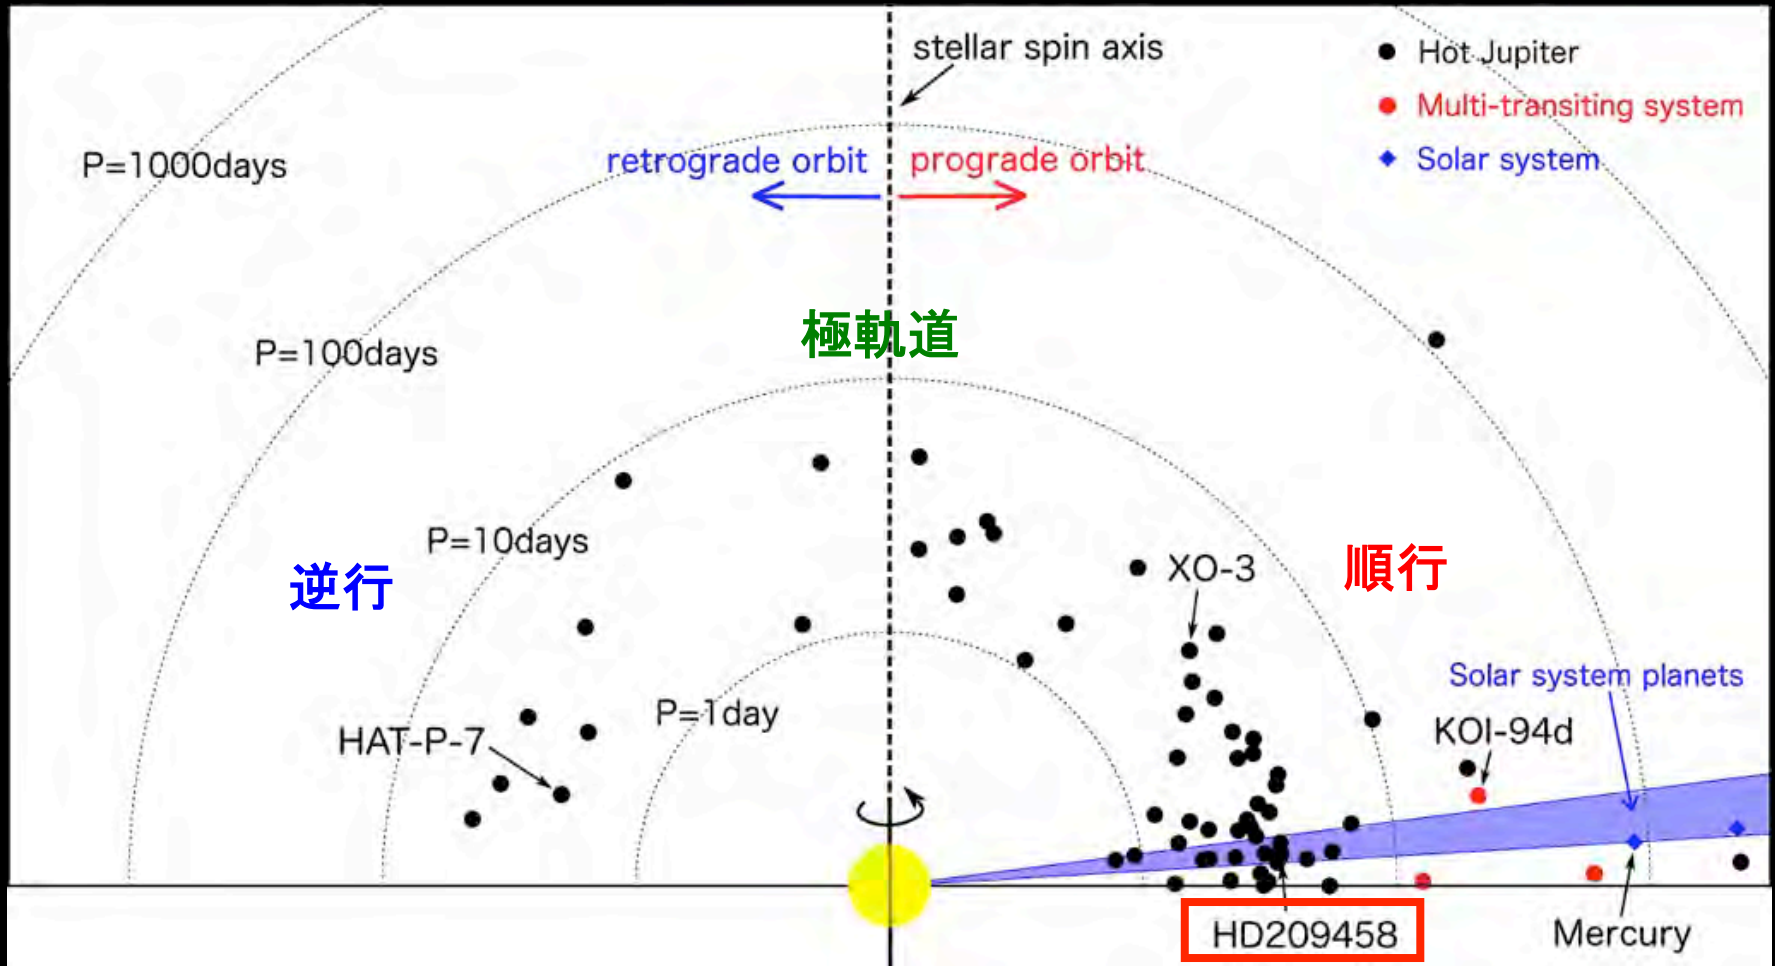 stellar spin axis
Hot Jupiter
Multi-transiting system
Solar system
P=1000days
retrograde orbit
prograde orbit
極軌道
P=100days
P=10days
逆行
順行
XO-3
Solar system planets
P=1day
KOI-94d
HAT-P-7
HD209458
Mercury